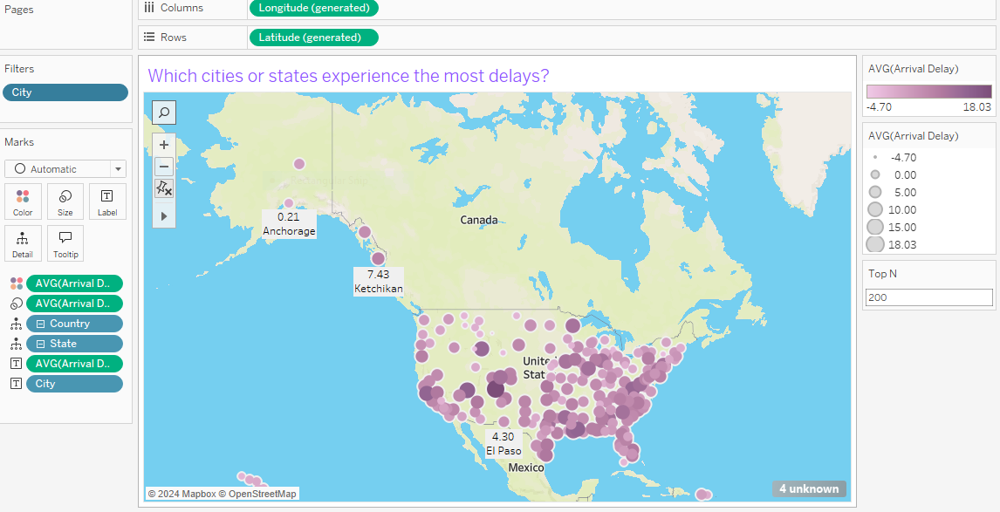 Pages
Columns
Longitude (generated)
Rows
Latitude (generated)
Filters
City
Marks
Automatic
Color
Size
Label
Detail
Tooltip
AVG(Arrival D..
AVG(Arrival D..
Country
State
AVG(Arrival D..
City
Which cities or states experience the most delays?
0.21
Anchorage
Canada
7.43
Ketchikan
United
Stat
4.30
El Paso
Mexico
© 2024 Mapbox © OpenStreetMap
4 unknown
AVG(Arrival Delay)
-4.70 18.03
AVG(Arrival Delay)
-4.70
0.00
5.00
10.00
15.00
18.03
Top N
200